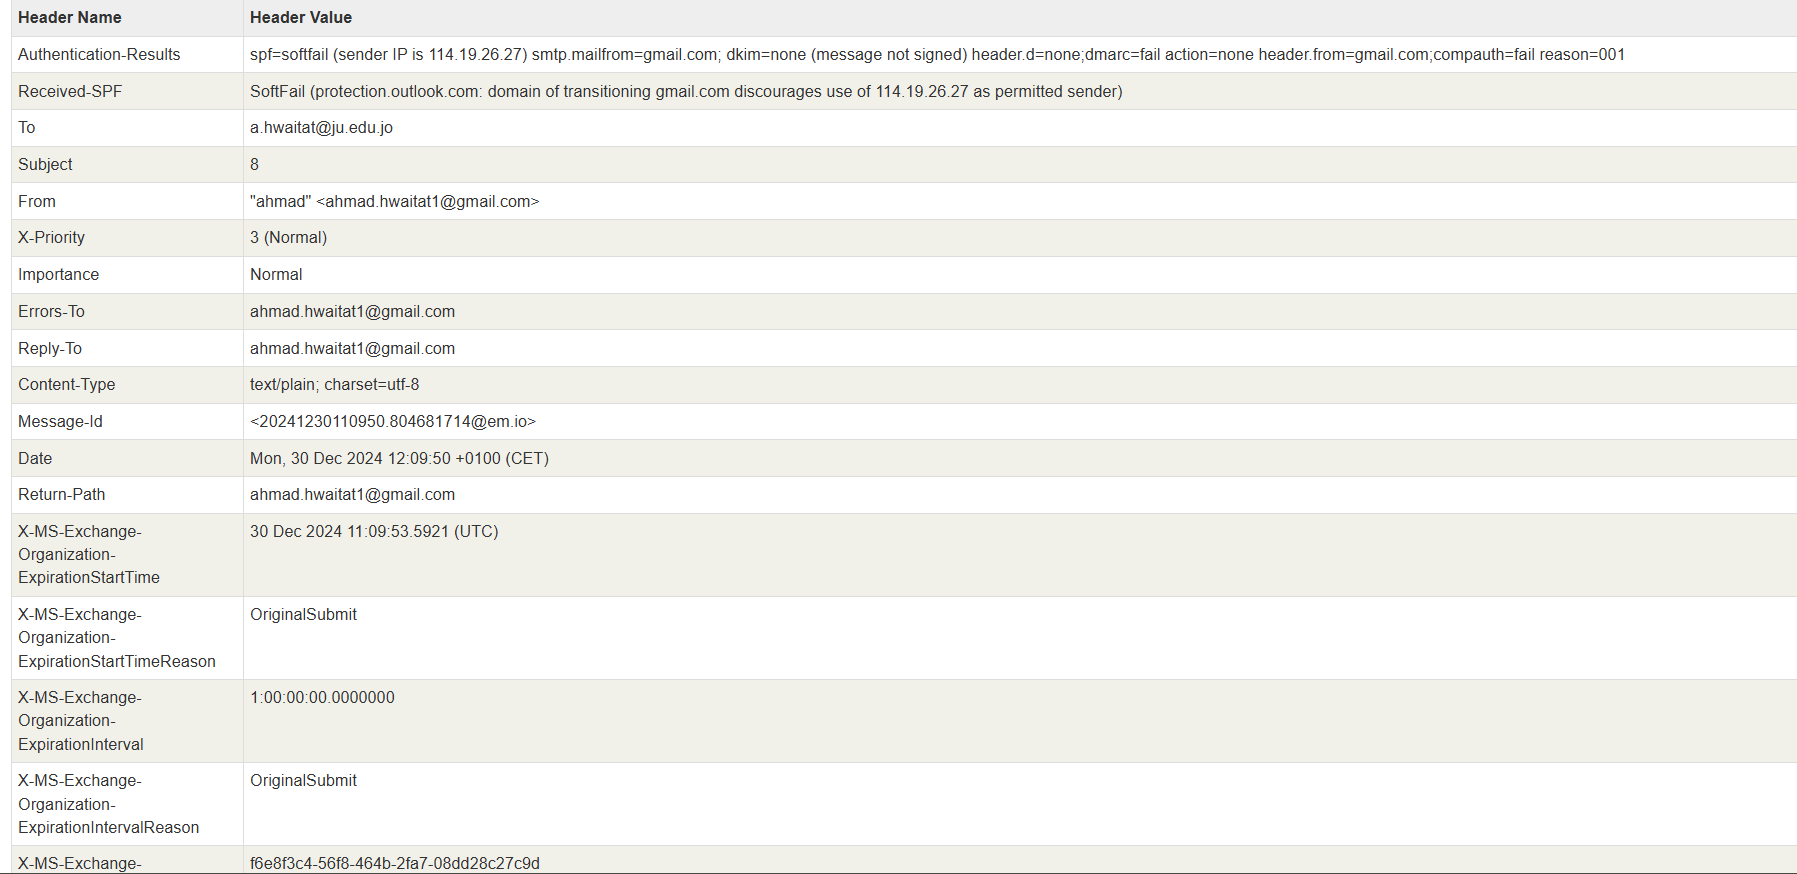 Header Name Header Value
Authentication-Results spf=softfail (sender IP is 114.19.26.27) smtp.mailfrom=gmail.com; dkim=none (message not signed) header.d=none;dmarc=fail action=none header.from=gmail.com;compauth=fail reason=001
Received-SPF SoftFail (protection.outlook.com: domain of transitioning gmail.com discourages use of 114.19.26.27 as permitted sender)
To a.hwaitat@ju.edu.jo
Subject 8
From "ahmad" <ahmad.hwaitat1@gmail.com>
X-Priority 3 (Normal)
Importance Normal
Errors-To ahmad.hwaitat1@gmail.com
Reply-To ahmad.hwaitat1@gmail.com
Content-Type text/plain; charset=utf-8
Message-Id <20241230110950.804681714@em.io>
Date Mon, 30 Dec 2024 12:09:50 +0100 (CET)
Return-Path ahmad.hwaitat1@gmail.com
X-MS-Exchange- 30 Dec 2024 11:09:53.5921 (UTC)
Organization-
ExpirationStartTime
X-MS-Exchange- OriginalSubmit
Organization-
ExpirationStartTimeReason
X-MS-Exchange- 1:00:00:00.0000000
Organization-
ExpirationInterval
X-MS-Exchange- OriginalSubmit
Organization-
ExpirationIntervalReason
X-MS-Exchange- f6e8f3c4-56f8-464b-2fa7-08dd28c27c9d